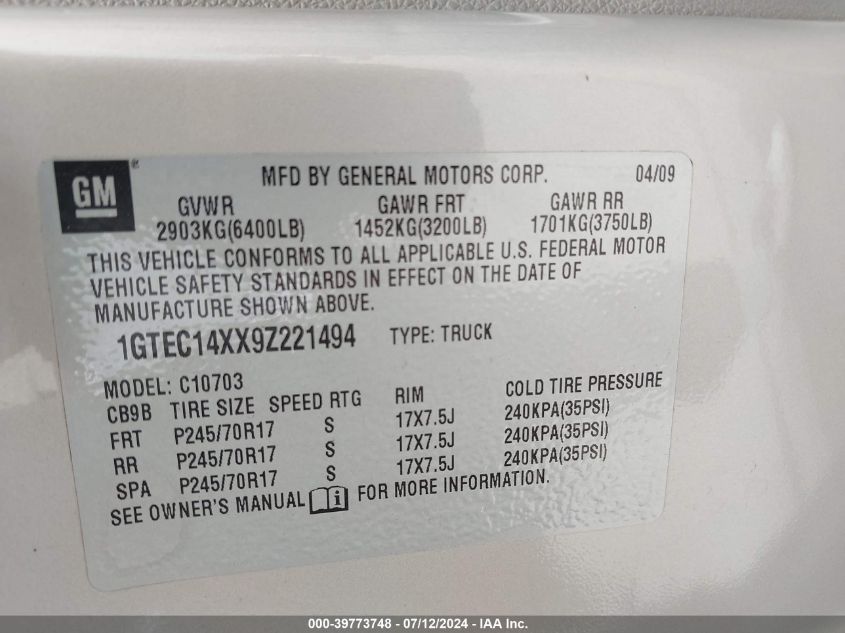 GM
MFD BY GENERAL MOTORS CORP. 04/09
GVWR GAWR FRT GAWR RR
2903KG(6400LB) 1452KG(3200LB) 1701KG(3750LB)
THIS VEHICLE CONFORMS TO ALL APPLICABLE U.S. FEDERAL MOTOR
VEHICLE SAFETY STANDARDS IN EFFECT ON THE DATE OF
MANUFACTURE SHOWN ABOVE.
1GTEC14XX9Z221494 TYPE: TRUCK
MODEL: C10703
CB9B TIRE SIZE SPEED RTG RIM COLD TIRE PRESSURE
FRT P245/70R17 S 17X7.5J 240KPA(35PSI)
RR P245/70R17 S 17X7.5J 240KPA(35PSI)
SPA P245/70R17 S 17X7.5J 240KPA(35PSI)
SEE OWNER'S MANUAL i FOR MORE INFORMATION.
000-39773748 - 07/12/2024 - IAA Inc.